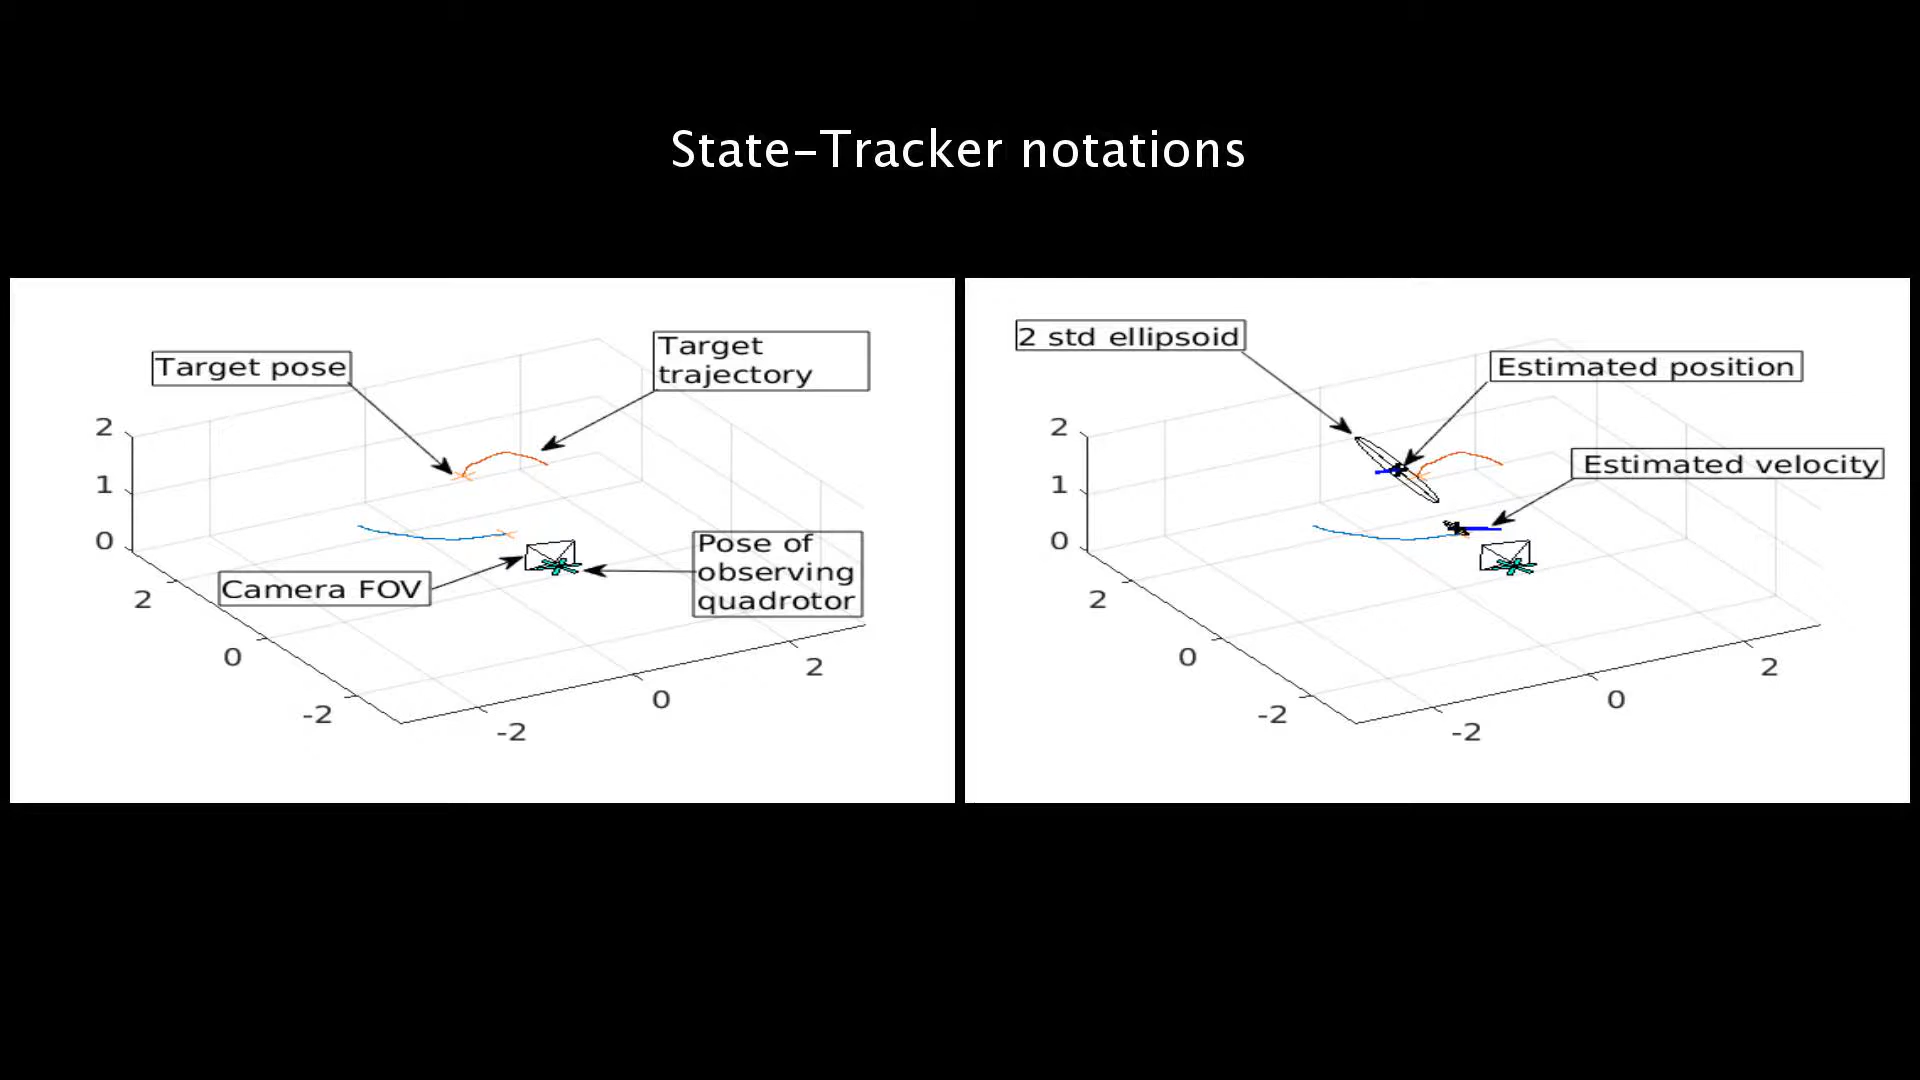 State-Tracker notations
Target pose
Target
trajectory
2
1
0
Camera FOV
Pose of
observing
quadrotor
2
0
-2
-2
0
2
2 std ellipsoid
Estimated position
Estimated velocity
2
1
0
2
0
-2
-2
0
2